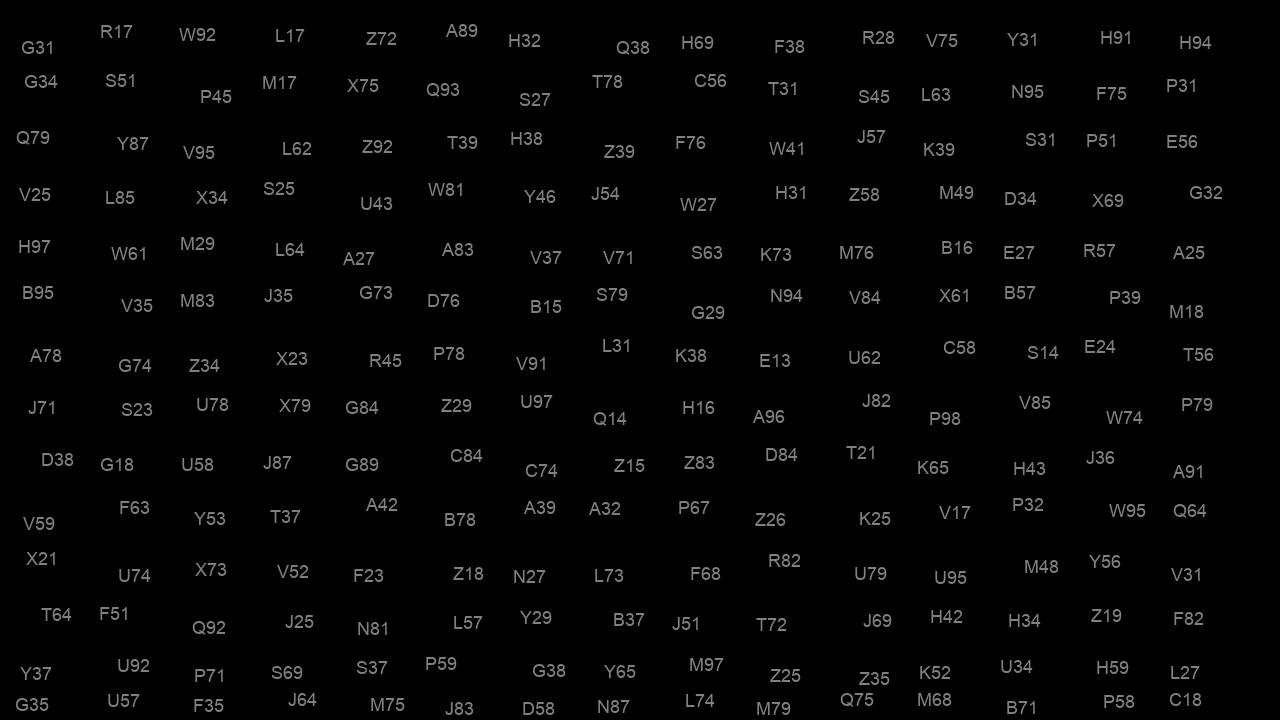 G31 R17 W92 L17 Z72 A89 H32 Q38 H69 F38 R28 V75 Y31 H91 H94
G34 S51 P45 M17 X75 Q93 S27 T78 C56 T31 S45 L63 N95 F75 P31
Q79 Y87 V95 L62 Z92 T39 H38 Z39 F76 W41 J57 K39 S31 P51 E56
V25 L85 X34 S25 U43 W81 Y46 J54 W27 H31 Z58 M49 D34 X69 G32
H97 W61 M29 L64 A27 A83 V37 V71 S63 K73 M76 B16 E27 R57 A25
B95 V35 M83 J35 G73 D76 B15 S79 G29 N94 V84 X61 B57 P39 M18
A78 G74 Z34 X23 R45 P78 V91 L31 K38 E13 U62 C58 S14 E24 T56
J71 S23 U78 X79 G84 Z29 U97 Q14 H16 A96 J82 P98 V85 W74 P79
D38 G18 U58 J87 G89 C84 C74 Z15 Z83 D84 T21 K65 H43 J36 A91
V59 F63 Y53 T37 A42 B78 A39 A32 P67 Z26 K25 V17 P32 W95 Q64
X21 U74 X73 V52 F23 Z18 N27 L73 F68 R82 U79 U95 M48 Y56 V31
T64 F51 Q92 J25 N81 L57 Y29 B37 J51 T72 J69 H42 H34 Z19 F82
Y37 U92 P71 S69 S37 P59 G38 Y65 M97 Z25 Z35 K52 U34 H59 L27
G35 U57 F35 J64 M75 J83 D58 N87 L74 M79 Q75 M68 B71 P58 C18